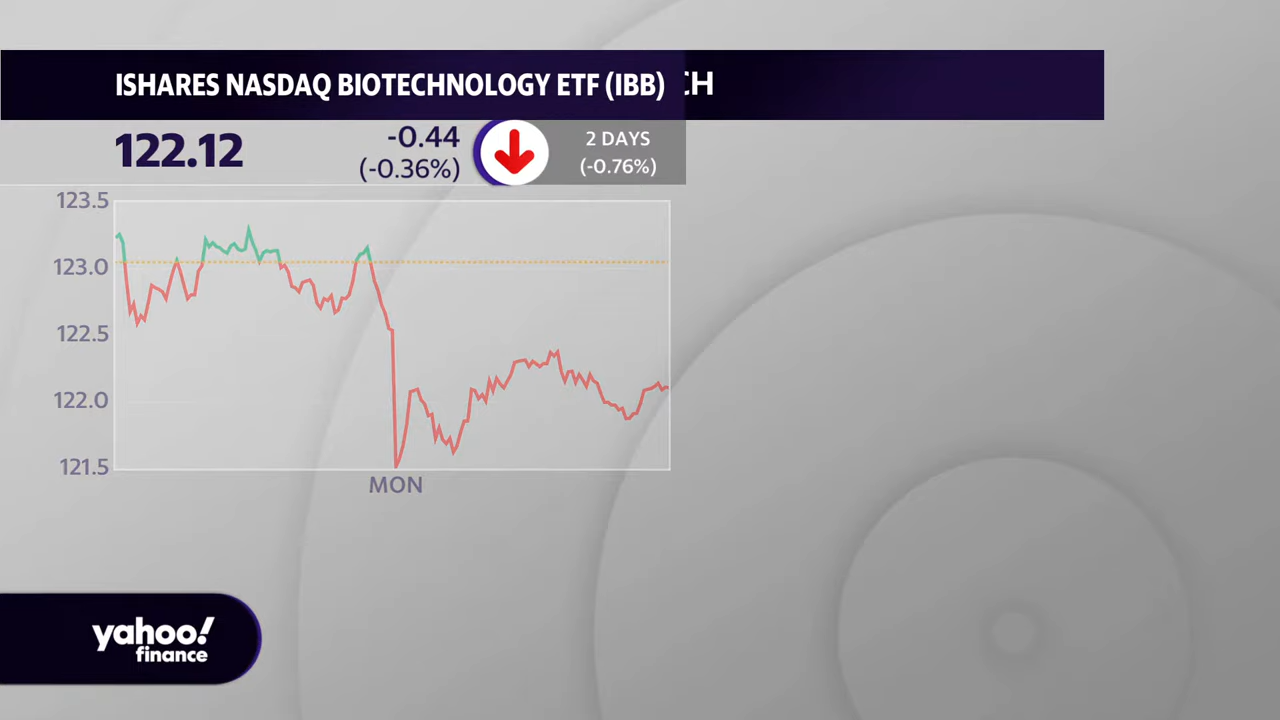 ISHARES NASDAQ BIOTECHNOLOGY ETF (IBB) CH
122.12
-0.44
(-0.36%)
2 DAYS
(-0.76%)
123.5
123.0
122.5
122.0
121.5
MON
yahoo!
finance